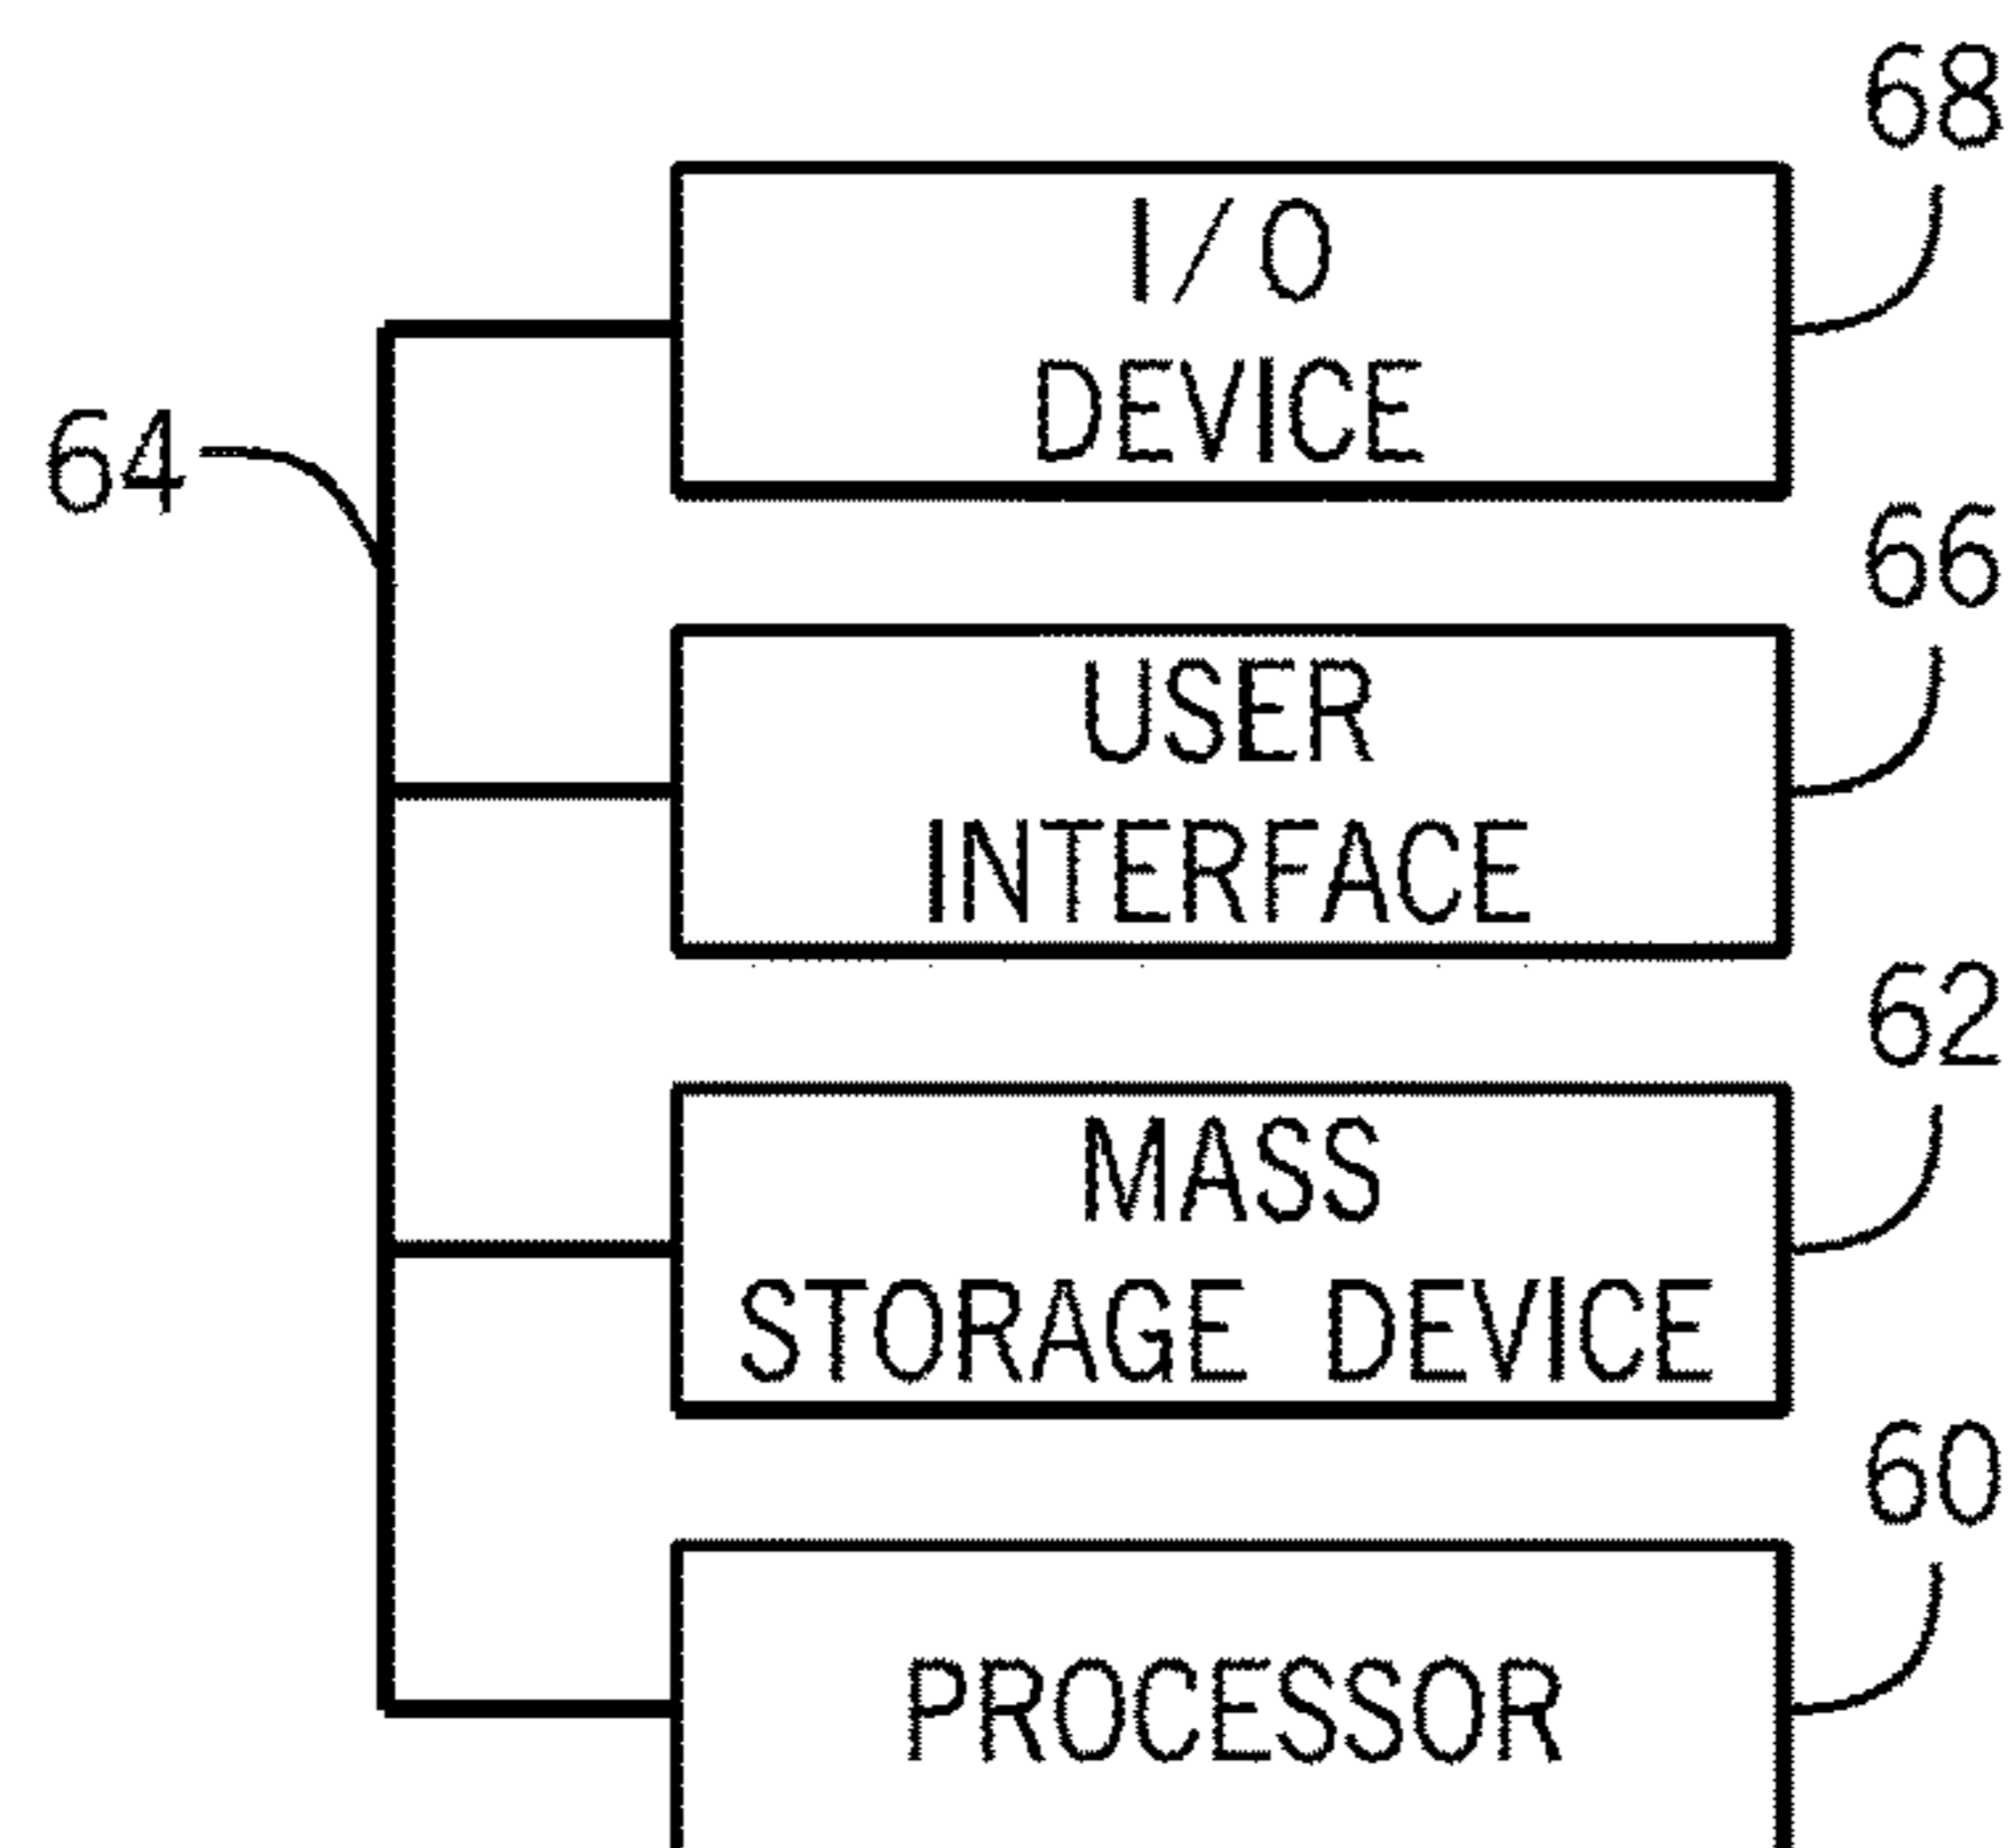 68
I/O
DEVICE
64
66
USER
INTERFACE
62
MASS
STORAGE DEVICE
60
PROCESSOR